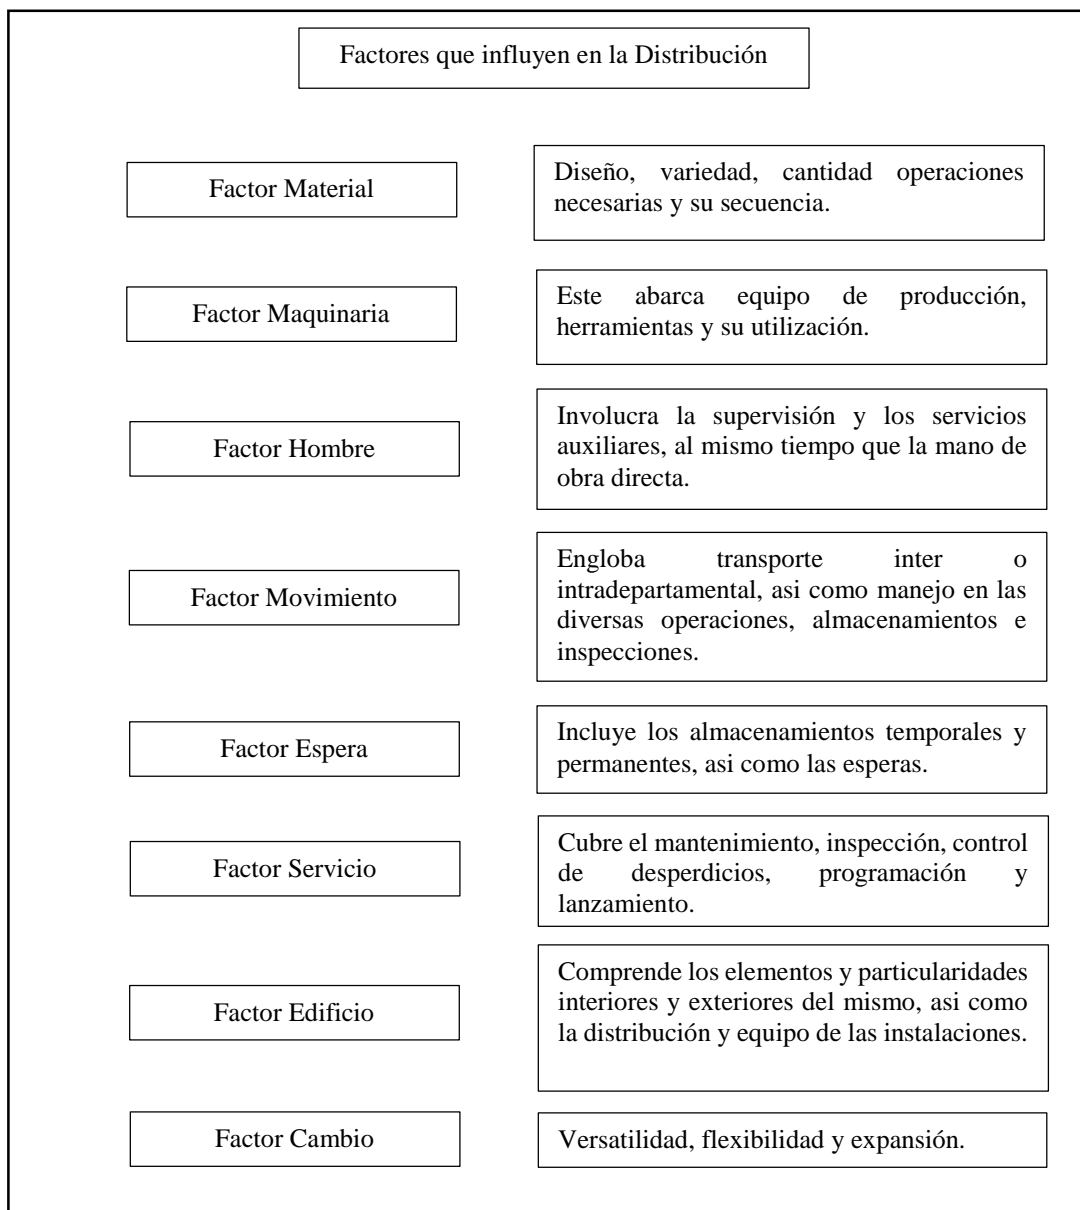 Factores que influyen en la Distribución
Factor Material
Diseño, variedad, cantidad operaciones
necesarias y su secuencia.
Factor Maquinaria
Este abarca equipo de producción,
herramientas y su utilización.
Factor Hombre
Involucra la supervisión y los servicios
auxiliares, al mismo tiempo que la mano de
obra directa.
Factor Movimiento
Engloba transporte inter o
intradepartamental, asi como manejo en las
diversas operaciones, almacenamientos e
inspecciones.
Factor Espera
Incluye los almacenamientos temporales y
permanentes, asi como las esperas.
Factor Servicio
Cubre el mantenimiento, inspección, control
de desperdicios, programación y
lanzamiento.
Factor Edificio
Comprende los elementos y particularidades
interiores y exteriores del mismo, asi como
la distribución y equipo de las instalaciones.
Factor Cambio
Versatilidad, flexibilidad y expansión.